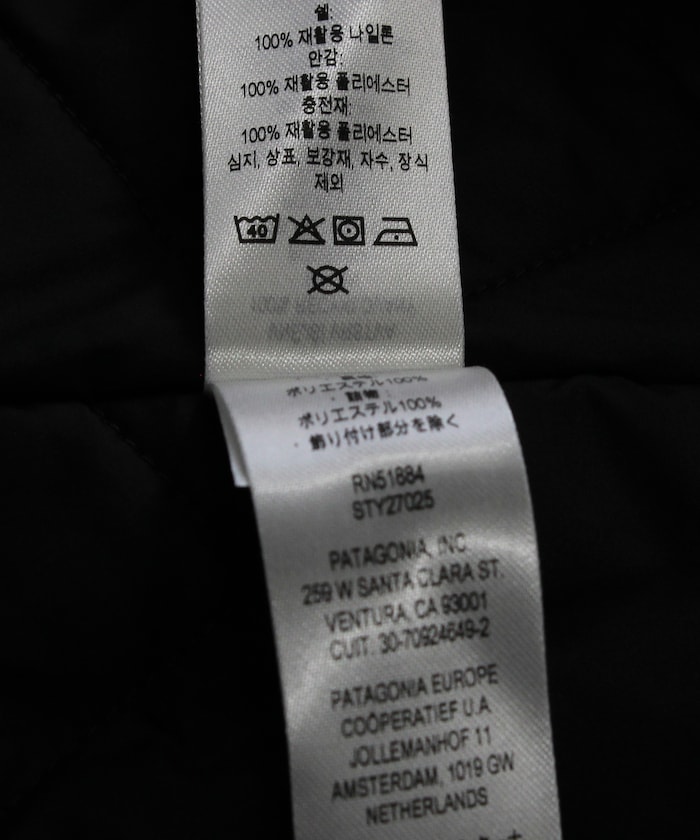 쉘:
100% 재활용 나일론
안감:
100% 재활용 폴리에스터
충전재:
100% 재활용 폴리에스터
심지, 상표, 보강재, 자수, 장식
제외
40
ポリエステル100%
・詰物:
ポリエステル100%
・飾り付け部分を除く
RN51884
STY27025
PATAGONIA, INC
259 W SANTA CLARA ST.
VENTURA, CA 93001
CUIT: 30-70924649-2
PATAGONIA EUROPE
COÖPERATIEF U.A
JOLLEMANHOF 11
AMSTERDAM, 1019 GW
NETHERLANDS